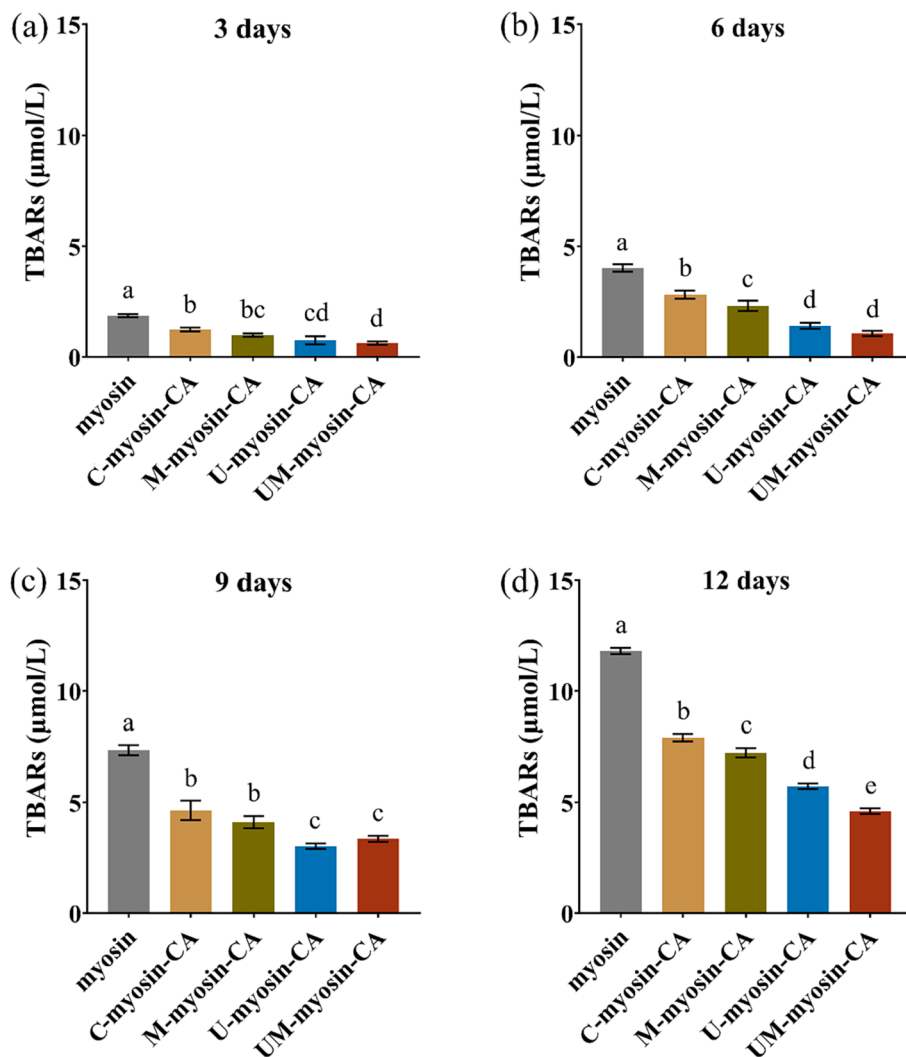 (a)
3 days
15
10
5
0
TBARs (μmol/L)
a
b
bc
cd
d
myosin
C-myosin-CA
M-myosin-CA
U-myosin-CA
UM-myosin-CA
(b)
6 days
15
10
5
0
TBARs (μmol/L)
a
b
c
d
d
myosin
C-myosin-CA
M-myosin-CA
U-myosin-CA
UM-myosin-CA
(c)
9 days
15
10
5
0
TBARs (μmol/L)
a
b
b
c
c
myosin
C-myosin-CA
M-myosin-CA
U-myosin-CA
UM-myosin-CA
(d)
12 days
15
10
5
0
TBARs (μmol/L)
a
b
c
d
e
myosin
C-myosin-CA
M-myosin-CA
U-myosin-CA
UM-myosin-CA